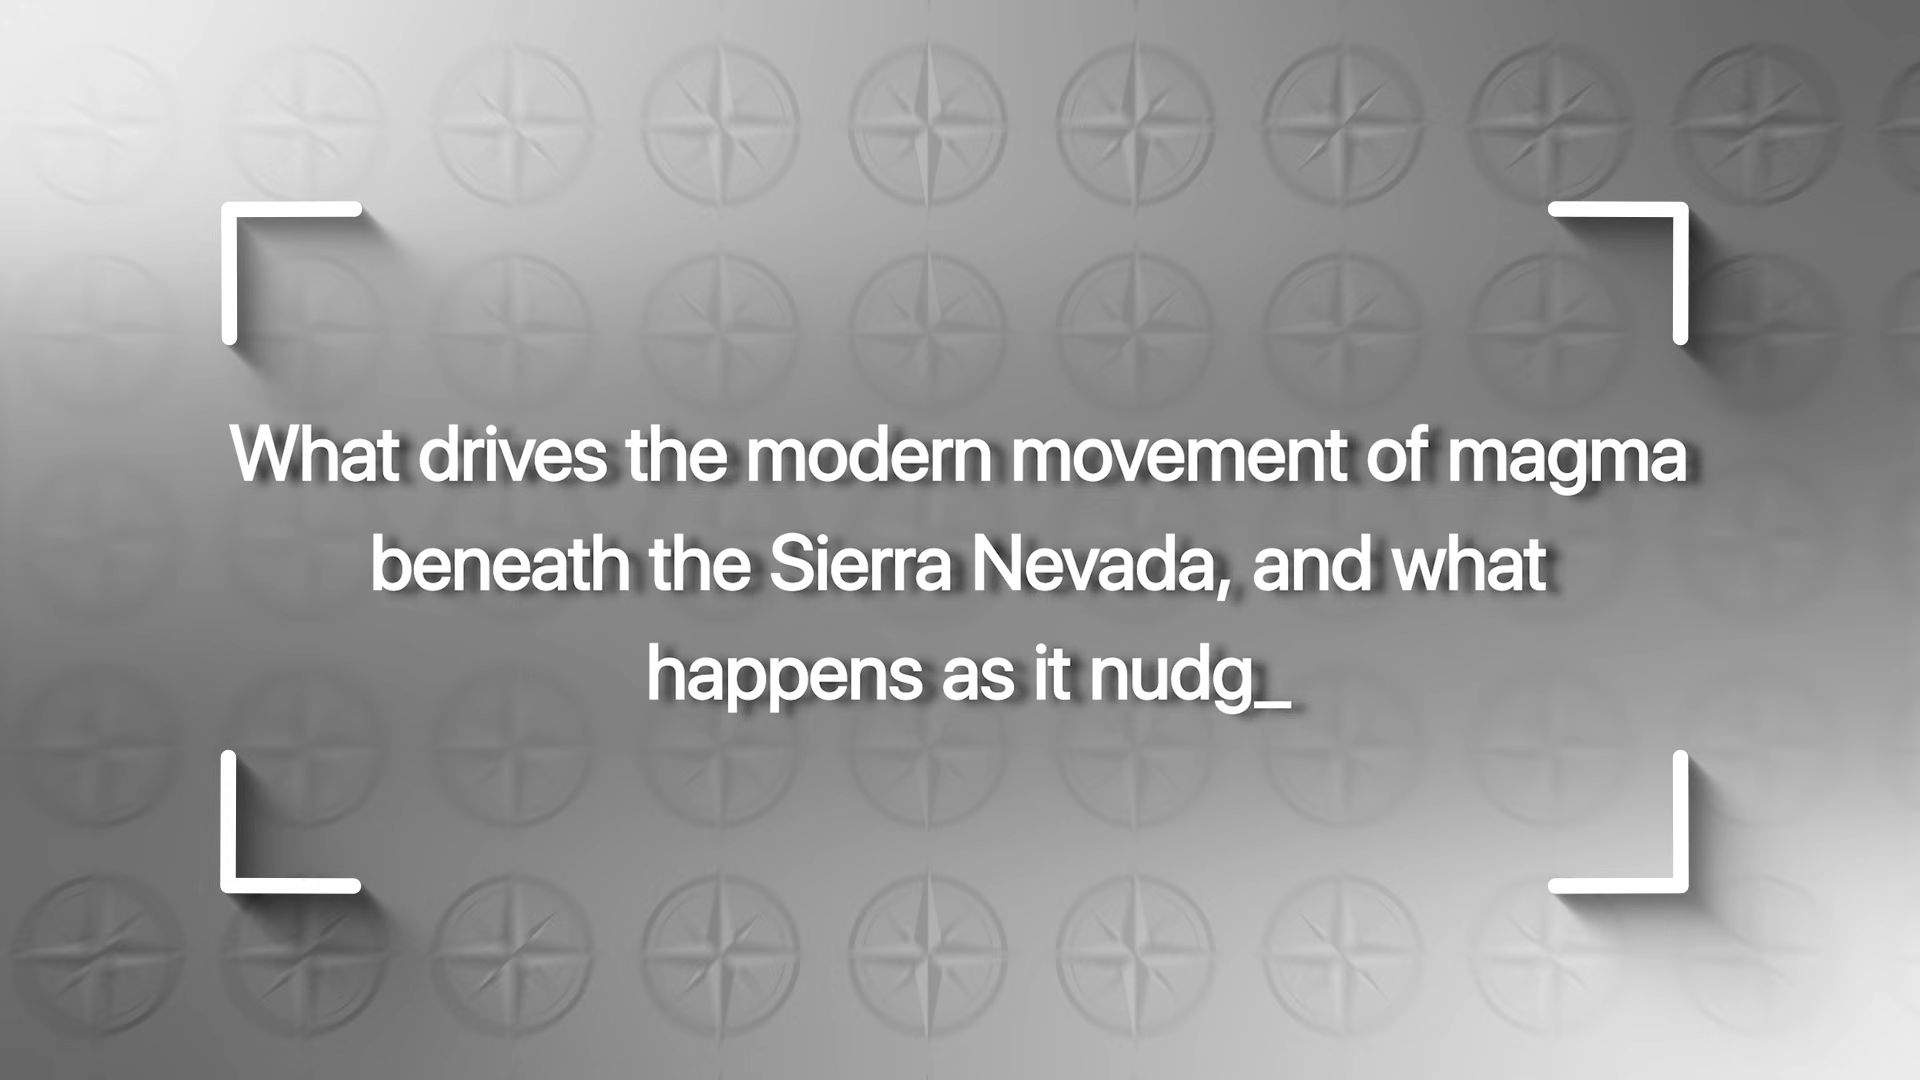 What drives the modern movement of magma
beneath the Sierra Nevada, and what
happens as it nudg_